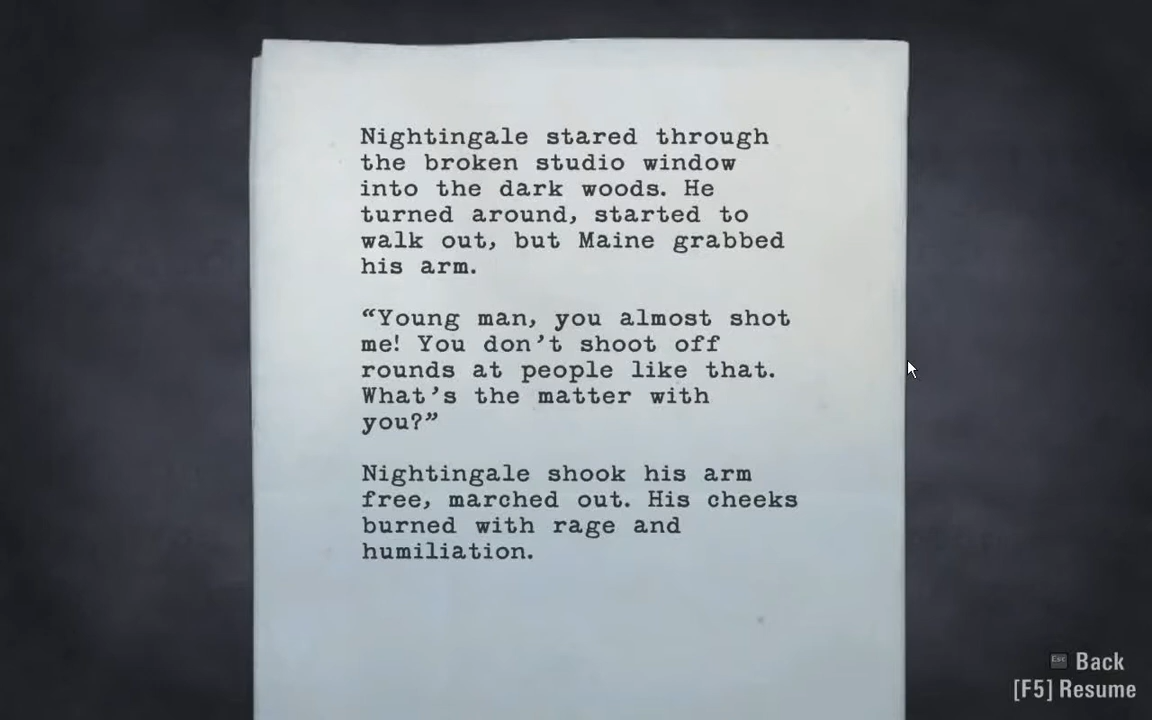 Nightingale stared through
the broken studio window
into the dark woods. He
turned around, started to
walk out, but Maine grabbed
his arm.
“Young man, you almost shot
me! You don’t shoot off
rounds at people like that.
What’s the matter with
you?”
Nightingale shook his arm
free, marched out. His cheeks
burned with rage and
humiliation.
Esc Back
[F5] Resume